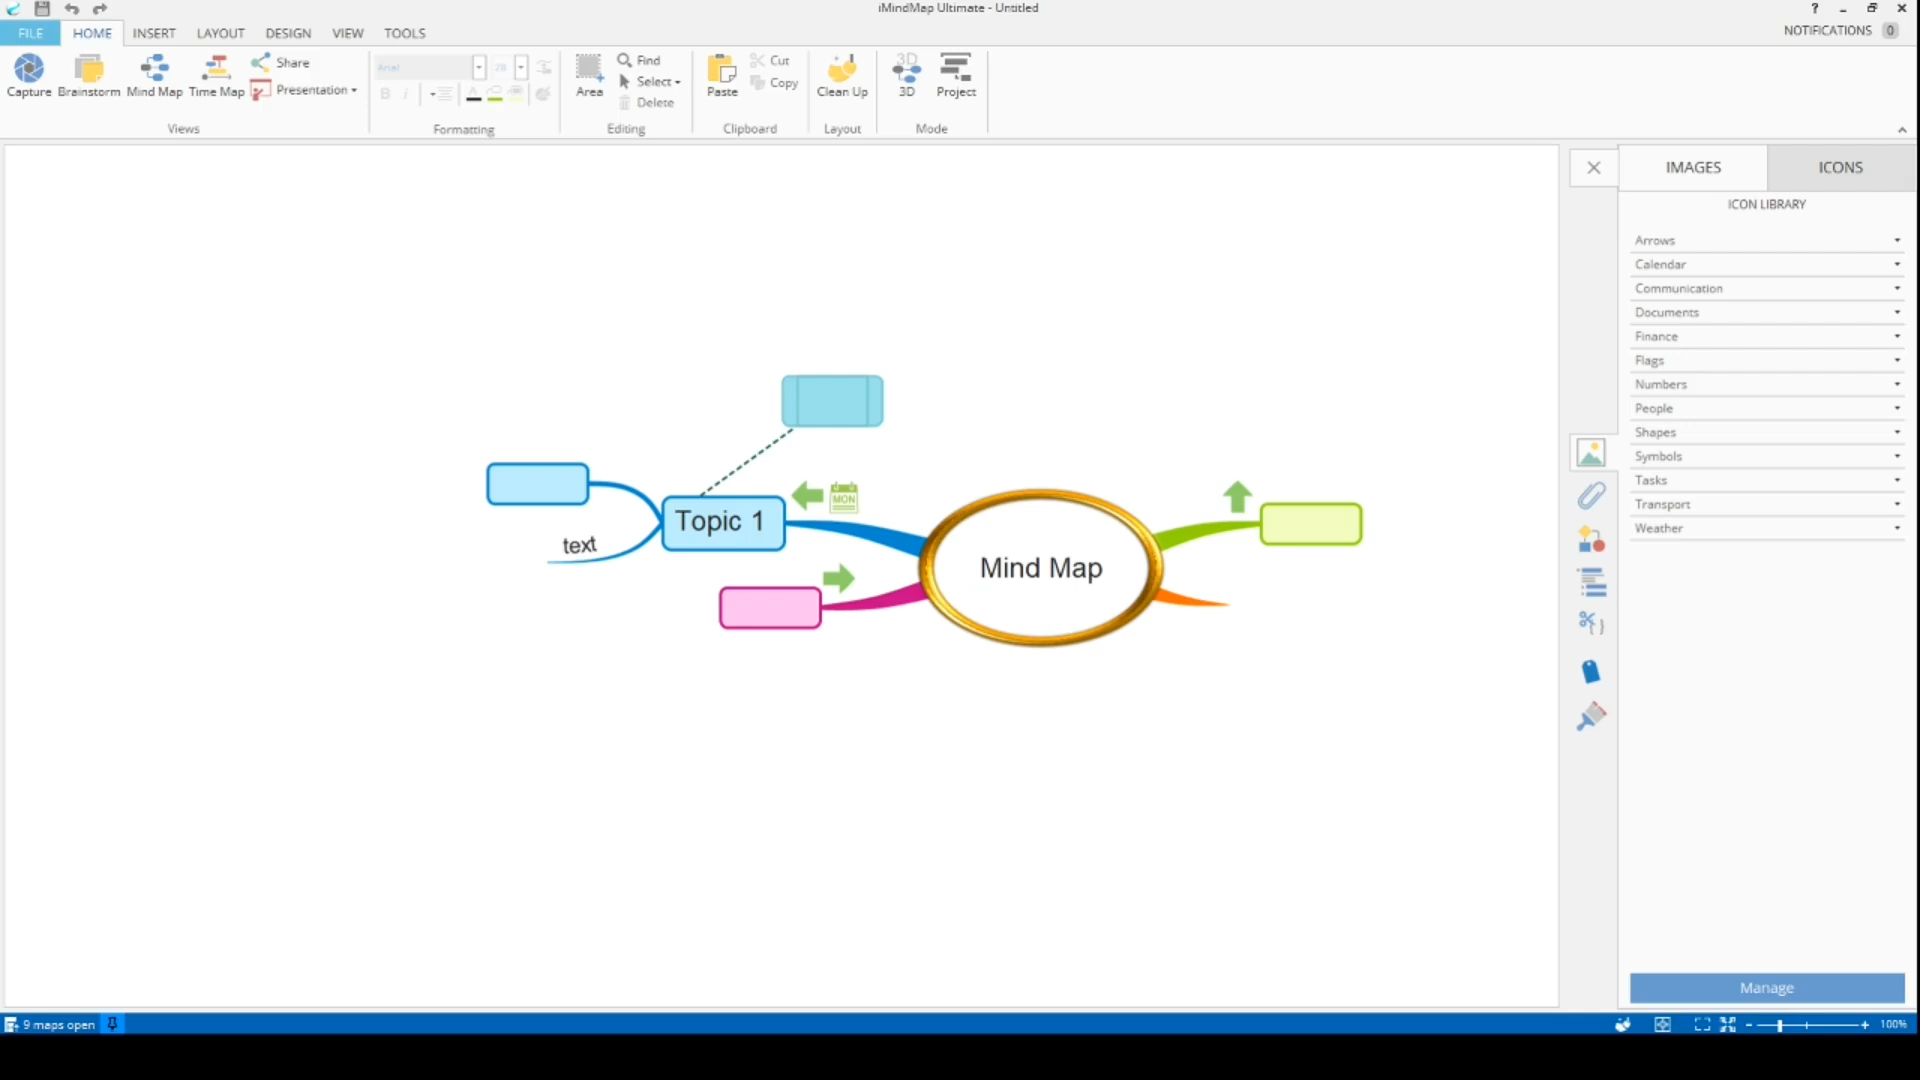 iMindMap Ultimate - Untitled
?
FILE HOME INSERT LAYOUT DESIGN VIEW TOOLS
NOTIFICATIONS 0
Capture Brainstorm Mind Map Time Map
Share
Presentation
Views
Arial 28
B i
A
Formatting
Area
Find
Select
Delete
Editing
Paste
Cut
Copy
Clipboard
Clean Up
Layout
3D
3D
Project
Mode
IMAGES ICONS
ICON LIBRARY
Arrows
Calendar
Communication
Documents
Finance
Flags
Numbers
People
Shapes
Symbols
Tasks
Transport
Weather
Manage
MON
Topic 1
text
Mind Map
9 maps open
- + 100%